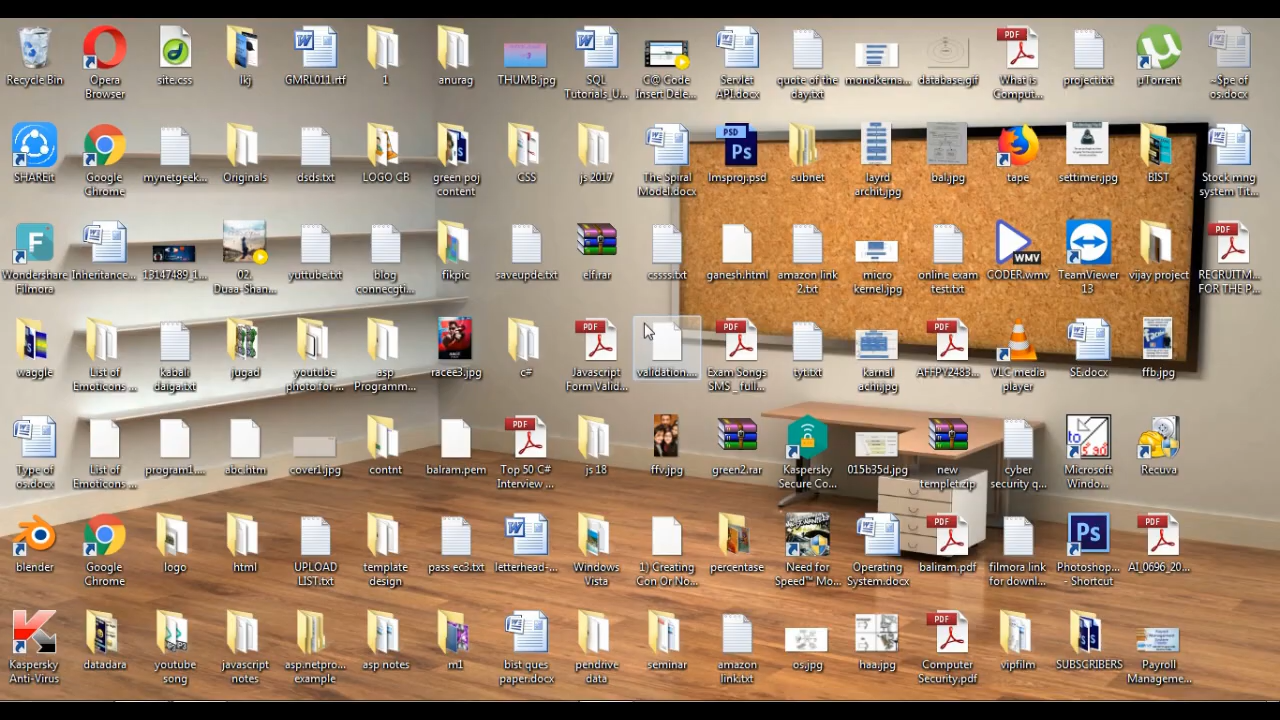 Recycle Bin
Opera
Browser
site.css
lkj
GMRL011.rtf
1
anurag
THUMB.jpg
SQL
Tutorials_U...
C@ Code
Insert Dele...
Servlet
API.docx
quote of the
day.txt
monokerna...
database.gif
What is
Comput...
project.txt
µTorrent
~$pe of
os.docx
SHAREit
Google
Chrome
mynetgeek...
Originals
dsds.txt
LOGO CB
green poj
content
CSS
js 2017
The Spiral
Model.docx
lmsproj.psd
subnet
layrd
archit.jpg
bal.jpg
tape
settimer.jpg
BIST
Stock mng
system Tit...
Wondershare
Filmora
Inheritance...
13147489_1...
02.
Duaa-Shan...
yuttube.txt
blog
connecgti...
fikpic
saveupde.txt
elf.rar
cssss.txt
ganesh.html
amazon link
2.txt
micro
kernel.jpg
online exam
test.txt
CODER.wmv
TeamViewer
13
vijay project
RECRUITM...
FOR THE P...
waggle
List of
Emoticons ...
kabali
daiga.txt
jugad
youtube
photo for ...
asp
Programm...
racee3.jpg
c#
Javascript
Form Valid...
validation....
Exam Songs
SMS _full...
tyt.txt
karnal
achi.jpg
AFFPY2483...
VLC media
player
SE.docx
ffb.jpg
Type of
os.docx
List of
Emoticons ...
program1....
abc.htm
cover1.jpg
contnt
balram.pem
Top 50 C#
Interview ...
js 18
ffv.jpg
green2.rar
Kaspersky
Secure Co...
015b35d.jpg
new
templet.zip
cyber
security q...
Microsoft
Windo...
Recuva
blender
Google
Chrome
logo
html
UPLOAD
LIST.txt
template
design
pass ec3.txt
letterhead-...
Windows
Vista
1) Creating
Con Or No...
percentase
Need for
Speed™ Mo...
Operating
System.docx
baliram.pdf
filmora link
for downl...
Photoshop...
- Shortcut
AI_0696_20...
Kaspersky
Anti-Virus
datadara
youtube
song
javascript
notes
asp.netpro...
example
asp notes
m1
bist ques
paper.docx
pendrive
data
seminar
amazon
link.txt
os.jpg
haa.jpg
Computer
Security.pdf
vipfilm
SUBSCRIBERS
Payroll
Manageme...